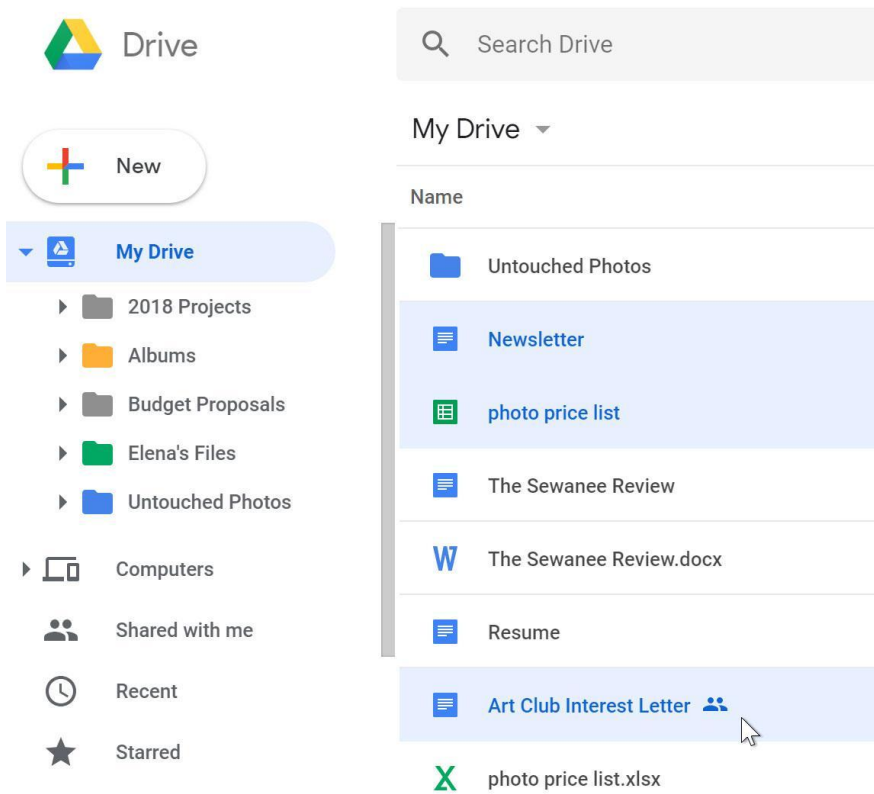 Drive
Search Drive
New
My Drive
2018 Projects
Albums
Budget Proposals
Elena's Files
Untouched Photos
Computers
Shared with me
Recent
Starred
My Drive
Name
Untouched Photos
Newsletter
photo price list
The Sewanee Review
W The Sewanee Review.docx
Resume
Art Club Interest Letter
X photo price list.xlsx